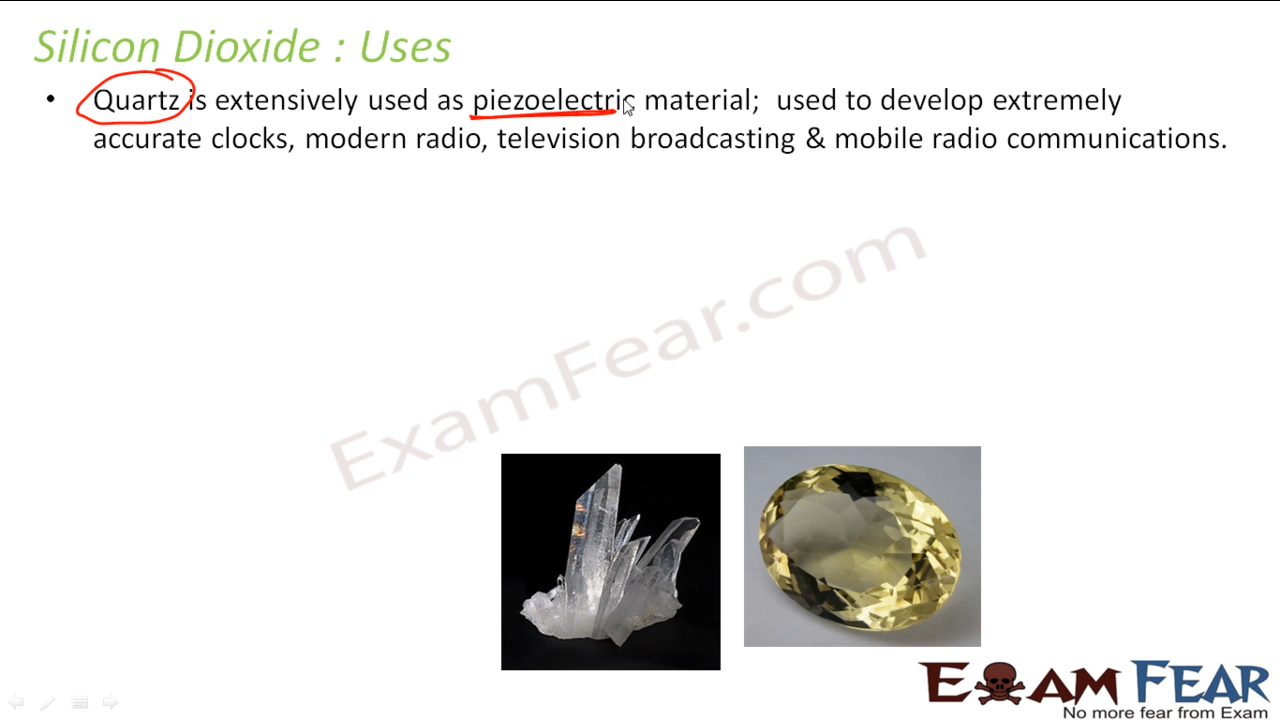 Silicon Dioxide : Uses
• Quartz is extensively used as piezoelectric material; used to develop extremely
accurate clocks, modern radio, television broadcasting & mobile radio communications.
ExamFear.com
EXAM FEAR
No more fear from Exam